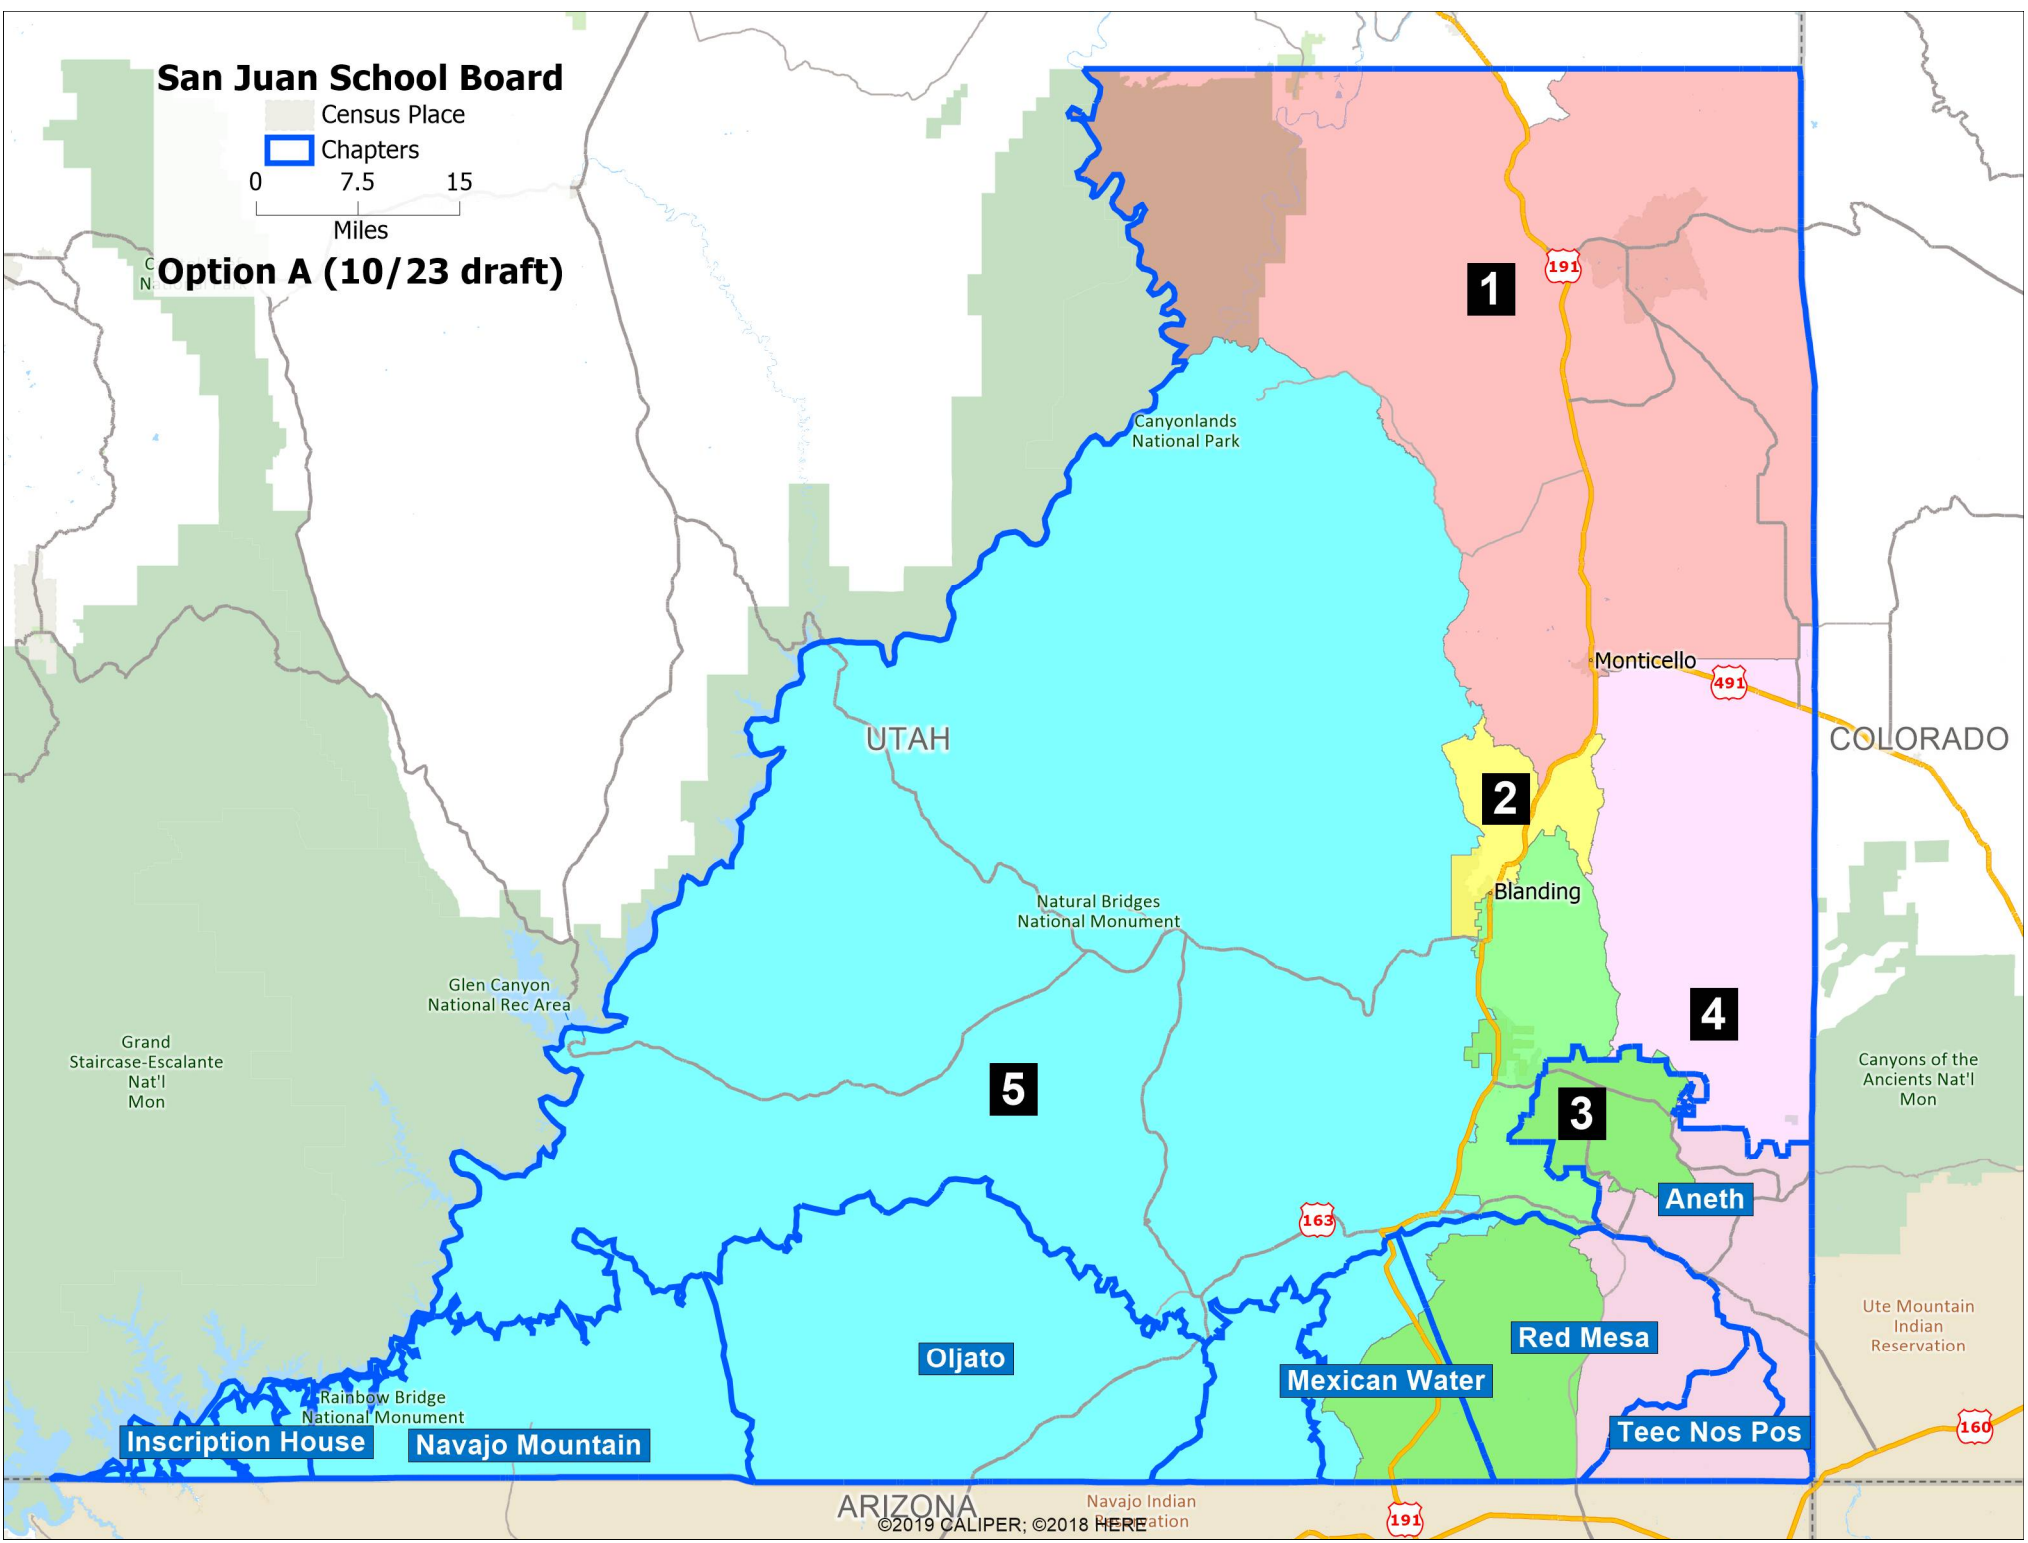 San Juan School Board
Census Place
Chapters
0 7.5 15
Miles
Option A (10/23 draft)
191
1
Canyonlands
National Park
Monticello
491
UTAH
COLORADO
2
Blanding
Natural Bridges
National Monument
Glen Canyon
National Rec Area
4
Grand
Staircase-Escalante
Nat'l
Mon
5
3
Canyons of the
Ancients Nat'l
Mon
Aneth
163
Ute Mountain
Indian
Reservation
Red Mesa
Oljato
Mexican Water
Rainbow Bridge
National Monument
Inscription House
Navajo Mountain
Teec Nos Pos
160
ARIZONA
Navajo Indian
191
©2019 CALIPER; ©2018 HERE